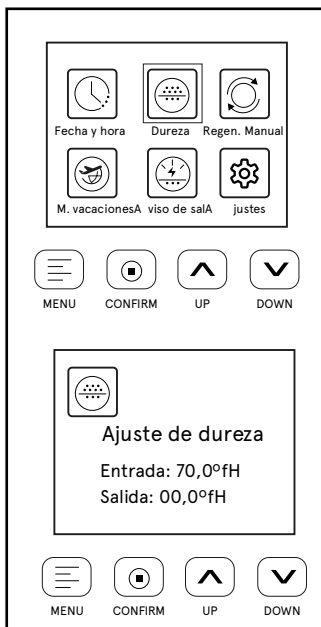 Fecha y hora Dureza Regen. Manual
M. vacacionesA viso de salA justes
MENU CONFIRM UP DOWN
Ajuste de dureza
Entrada: 70,0ºfH
Salida: 00,0ºfH
MENU CONFIRM UP DOWN